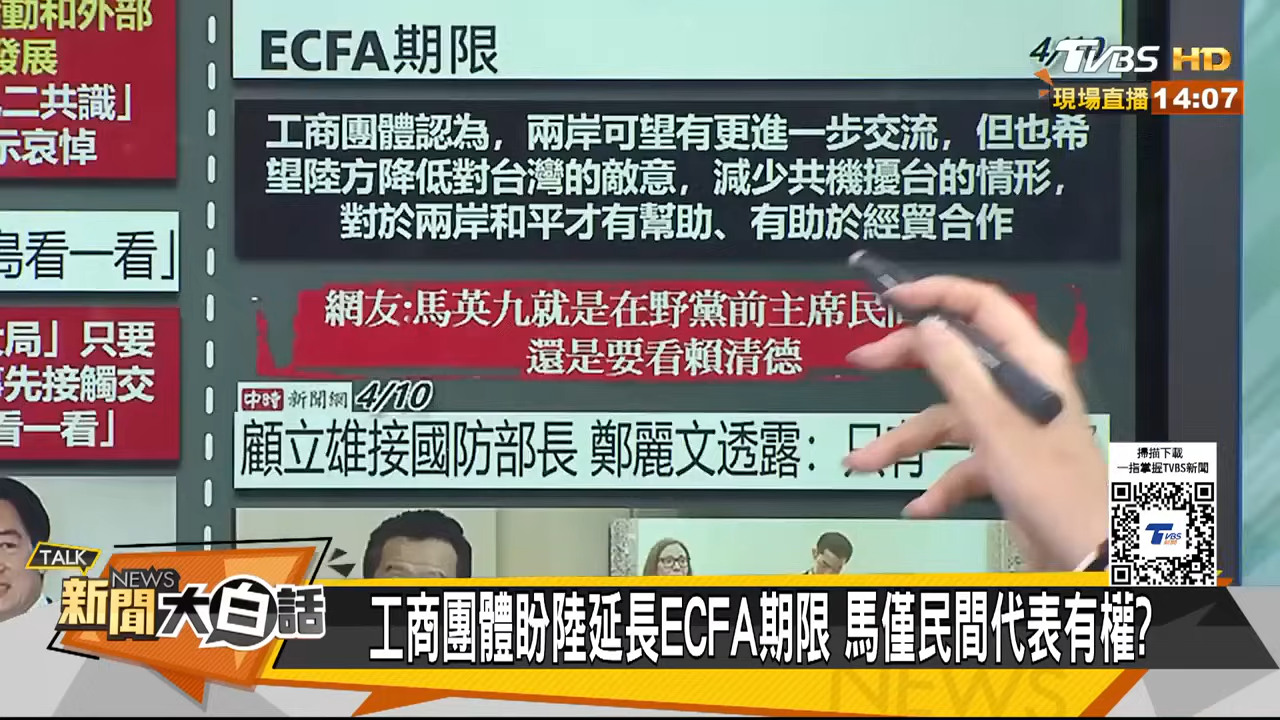 動和外部
發展
二共識」
示哀悼
島看一看」
局」只要
先接觸交
看一看」
ECFA期限
TVBS HD
現場直播 14:07
工商團體認為，兩岸可望有更進一步交流，但也希
望陸方降低對台灣的敵意，減少共機擾台的情形，
對於兩岸和平才有幫助、有助於經貿合作
網友:馬英九就是在野黨前主席民
還是要看賴清德
中時 新聞網 4/10
顧立雄接國防部長 鄭麗文透露：只有一
掃描下載
一指掌握TVBS新聞
TVBS
TALK
NEWS
新聞大白話
工商團體盼陸延長ECFA期限 馬僅民間代表有權?
NEWS